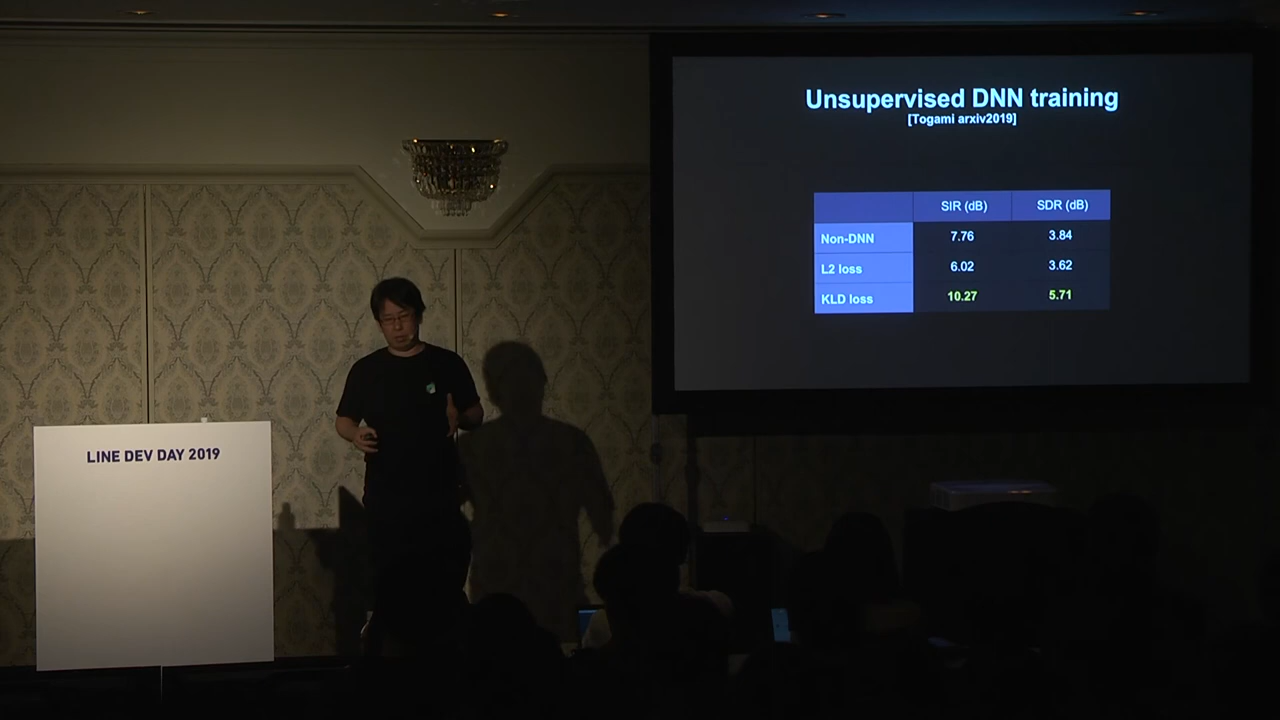 Unsupervised DNN training
[Togami arxiv2019]
SIR (dB) SDR (dB)
Non-DNN 7.76 3.84
L2 loss 6.02 3.62
KLD loss 10.27 5.71
LINE DEV DAY 2019